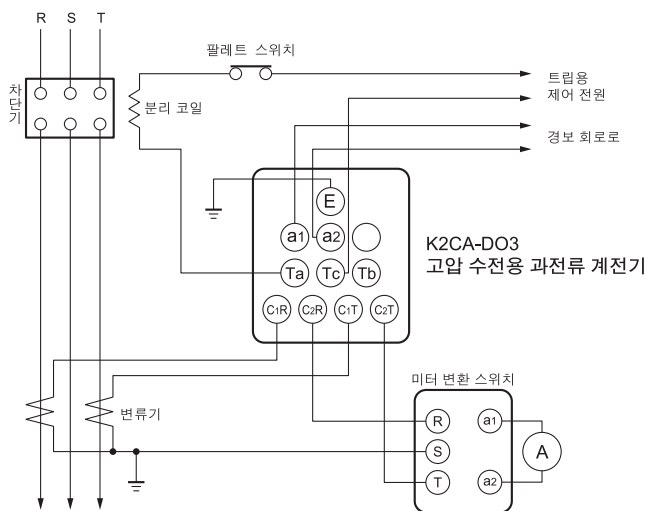 R S T
팔레트 스위치
차단기
분리 코일
트립용
제어 전원
경보 회로로
E
a1 a2
Ta Tc Tb
C1R C2R C1T C2T
K2CA-DO3
고압 수전용 과전류 계전기
미터 변환 스위치
변류기
R a1
S A
T a2